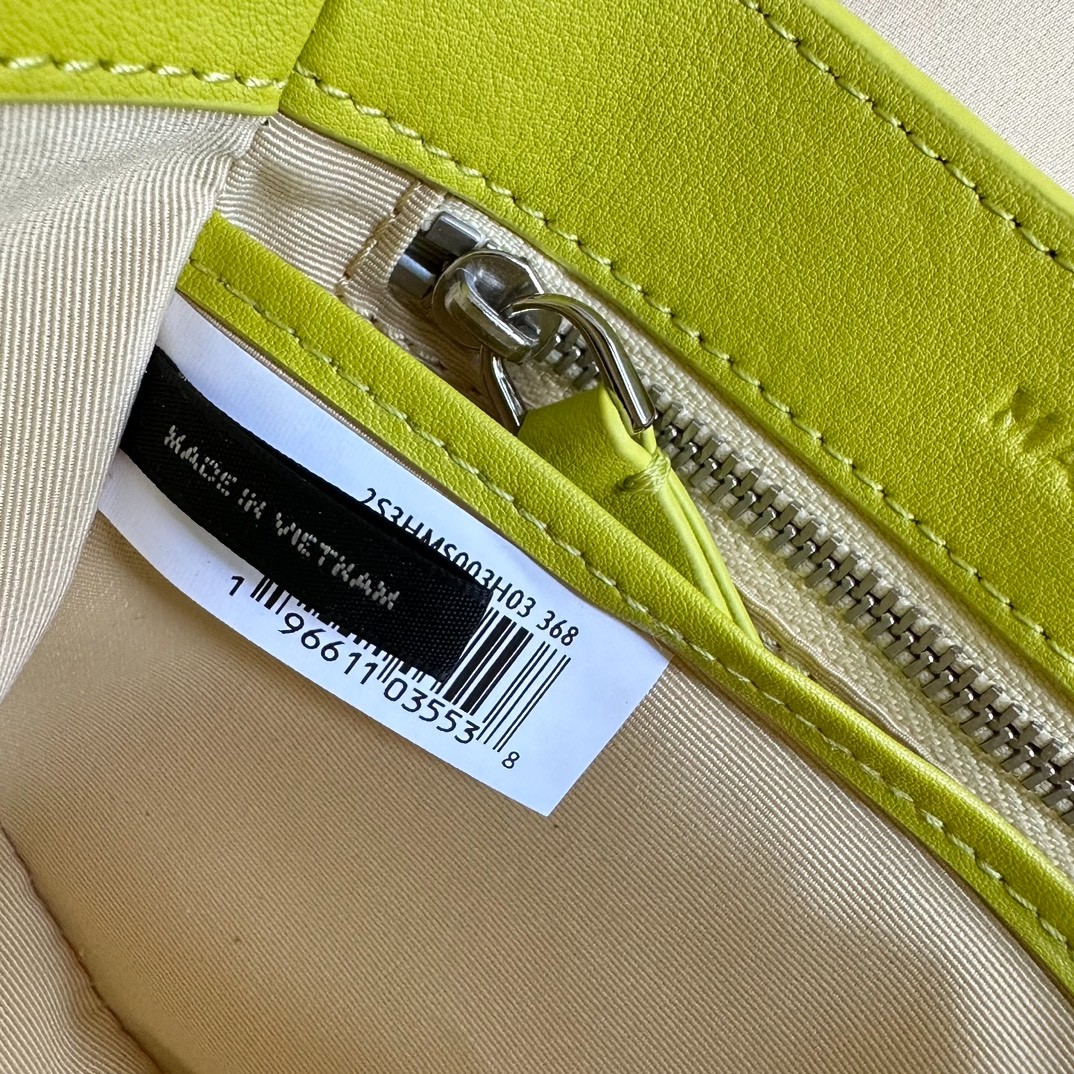 MADE IN VIETNAM
2S3HMS003H03 368
1 96611 03553 8